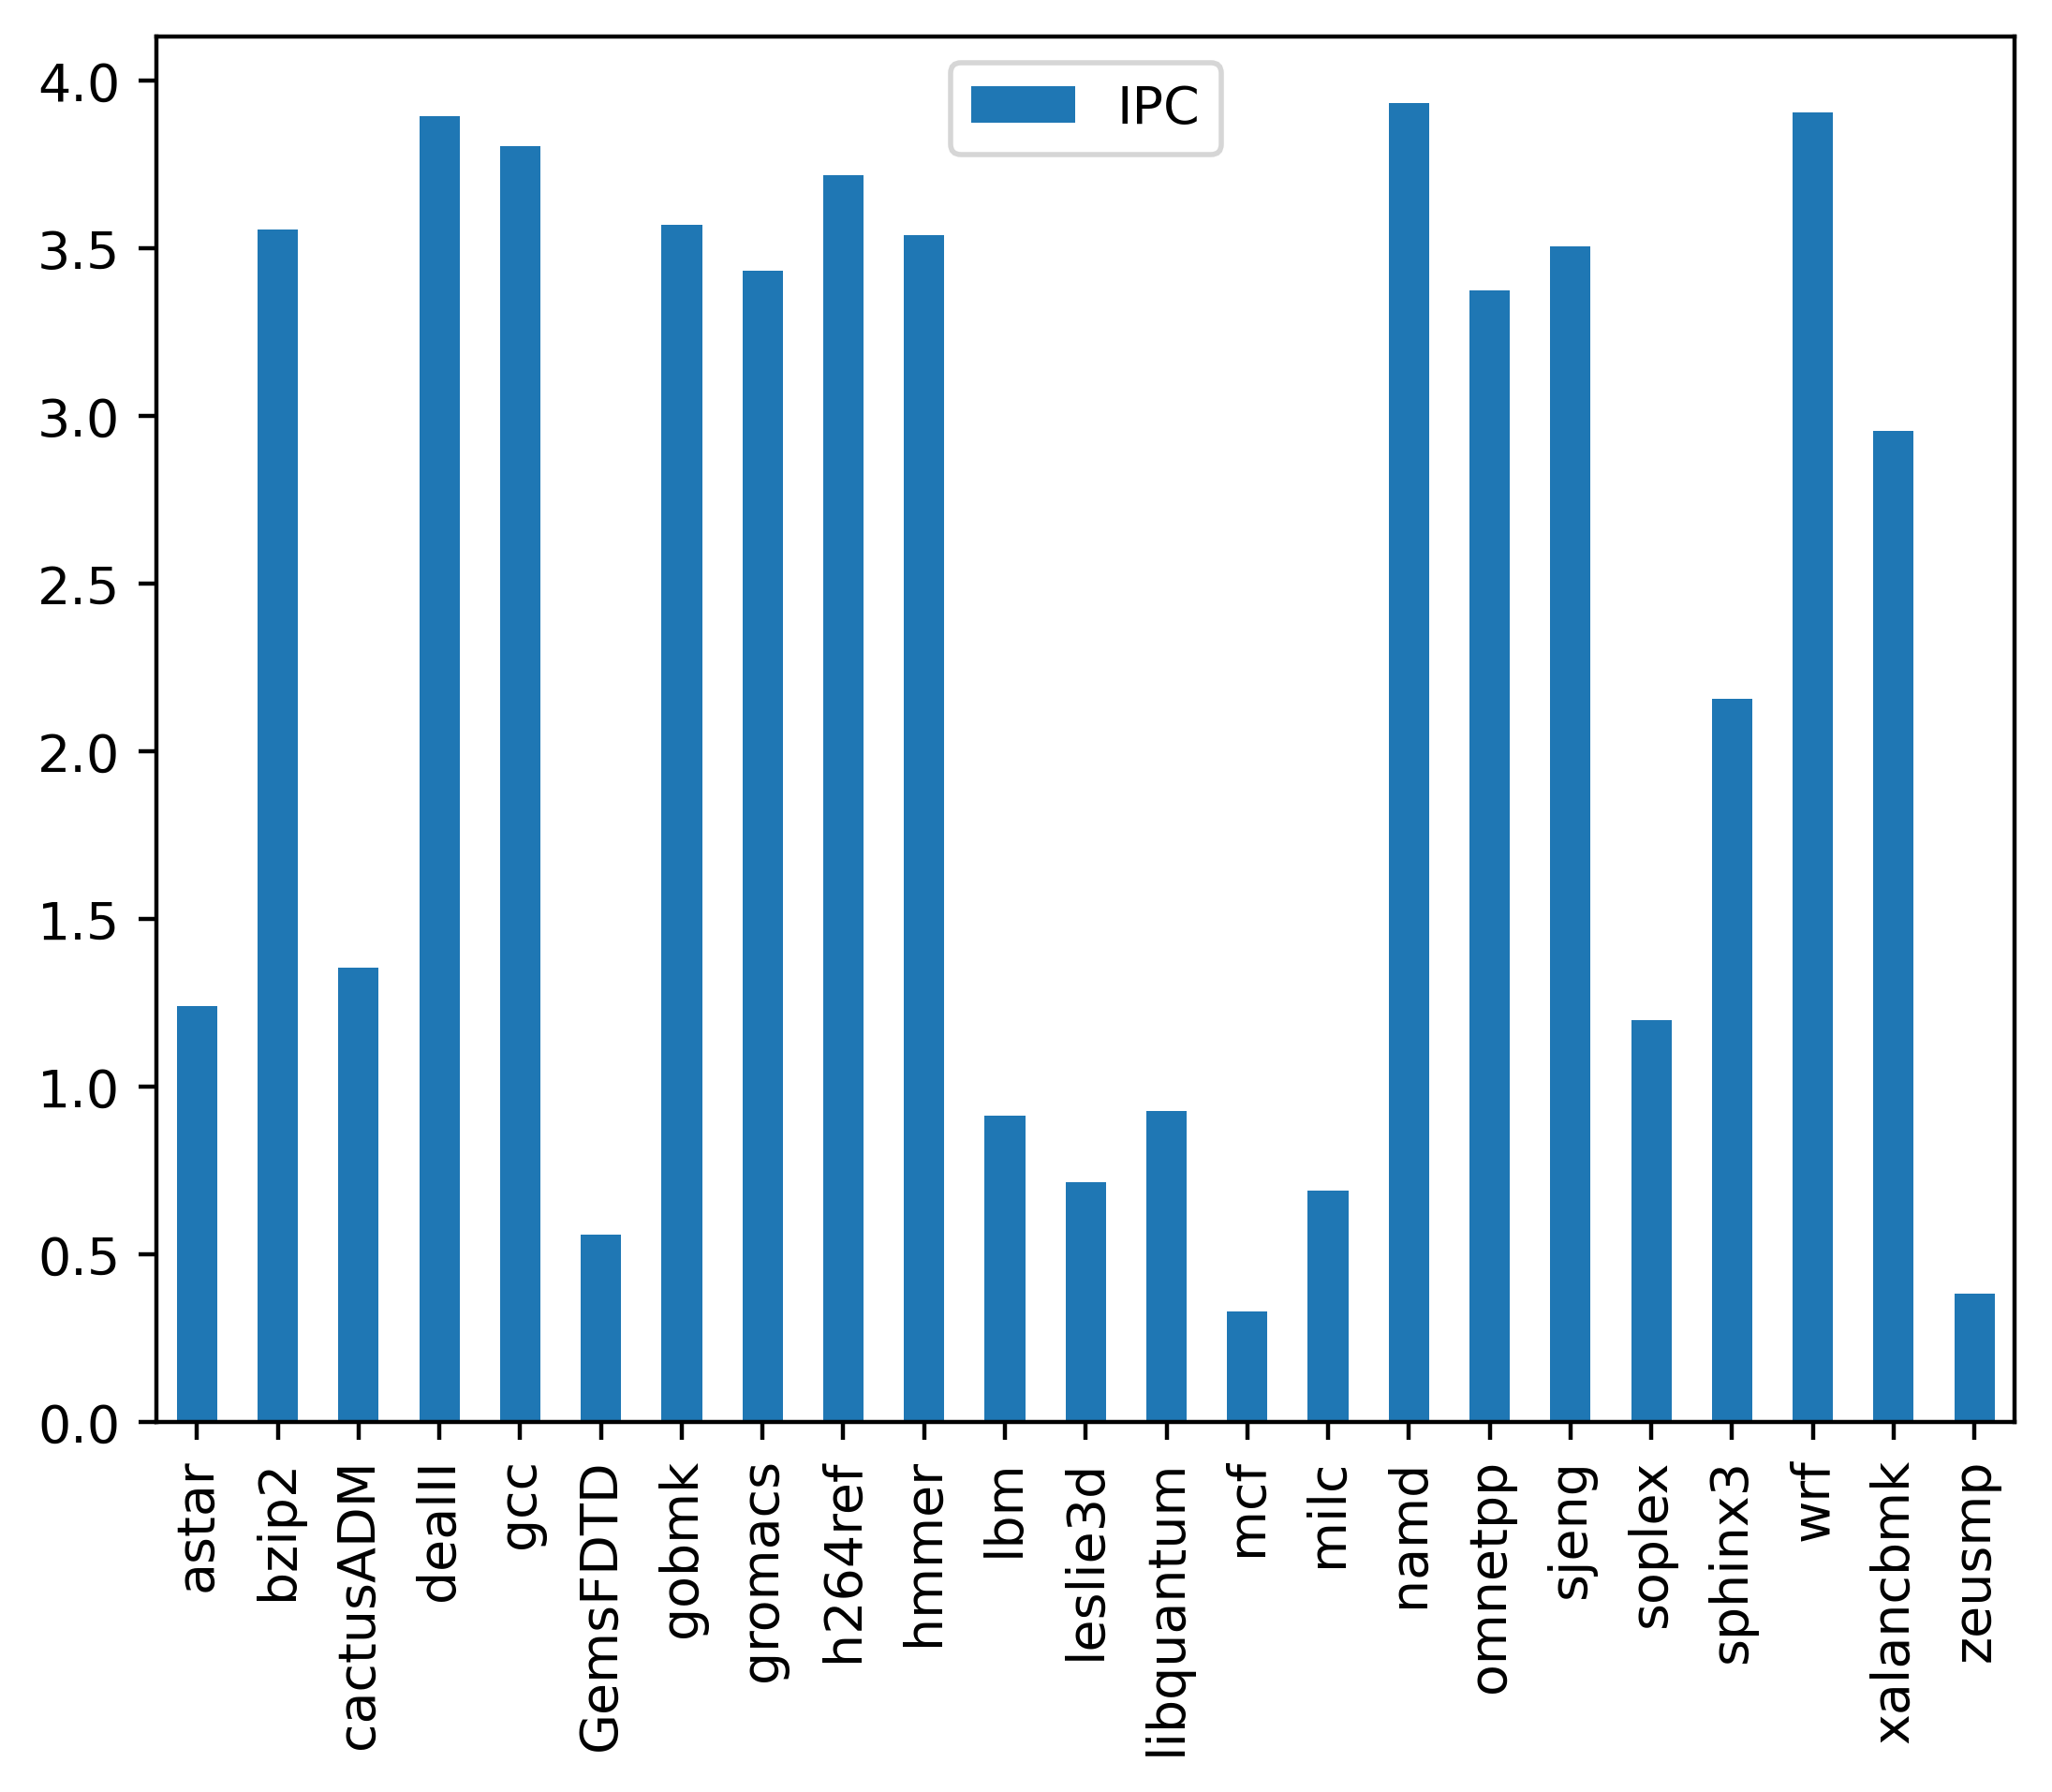 4.0
3.5
3.0
2.5
2.0
1.5
1.0
0.5
0.0
IPC
astar
bzip2
cactusADM
dealII
gcc
GemsFDTD
gobmk
gromacs
h264ref
hmmer
lbm
leslie3d
libquantum
mcf
milc
namd
omnetpp
sjeng
soplex
sphinx3
wrf
xalancbmk
zeusmp